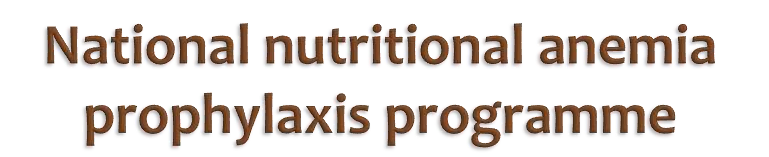 National nutritional anemia
prophylaxis programme